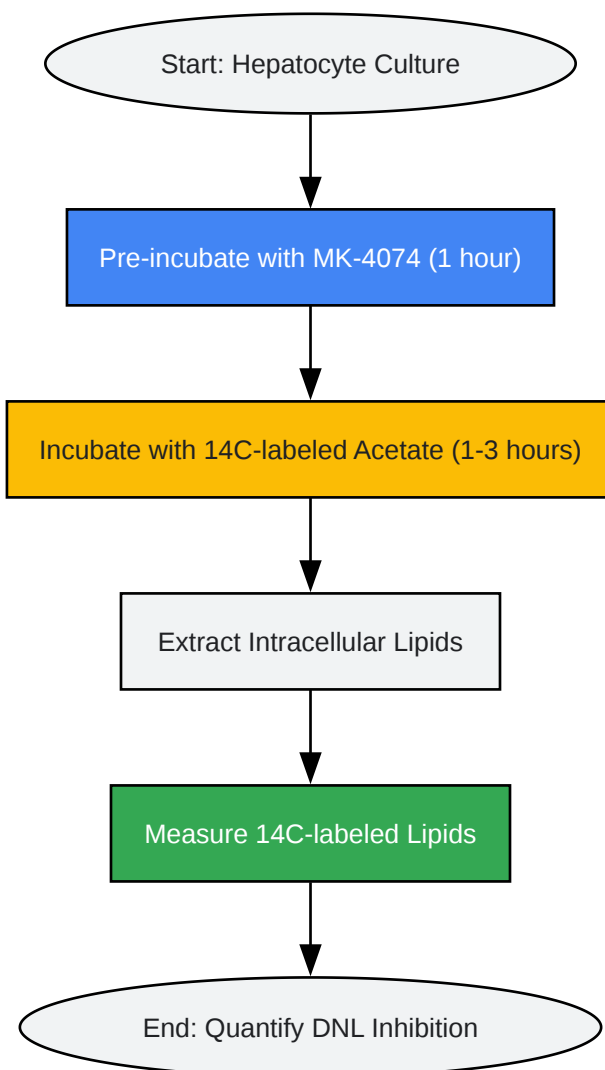 Start: Hepatocyte Culture
Pre-incubate with MK-4074 (1 hour)
Incubate with 14C-labeled Acetate (1-3 hours)
Extract Intracellular Lipids
Measure 14C-labeled Lipids
End: Quantify DNL Inhibition